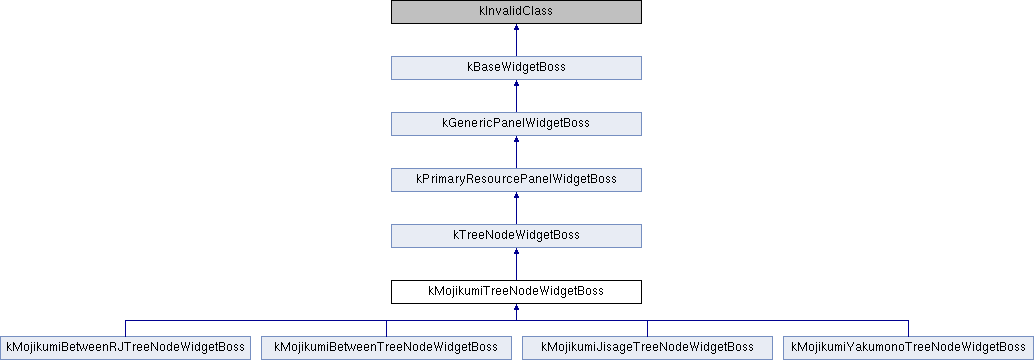 kInvalidClass
kBaseWidgetBoss
kGenericPanelWidgetBoss
kPrimaryResourcePanelWidgetBoss
kTreeNodeWidgetBoss
kMojikumiTreeNodeWidgetBoss
kMojikumiBetweenRJTreeNodeWidgetBoss
kMojikumiBetweenTreeNodeWidgetBoss
kMojikumiJisageTreeNodeWidgetBoss
kMojikumiYakumonoTreeNodeWidgetBoss